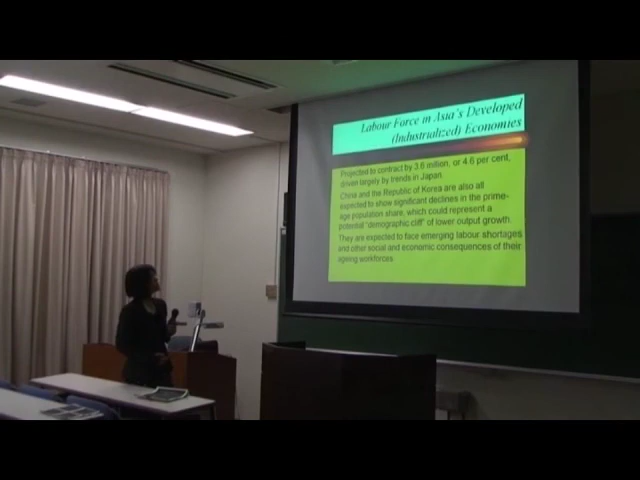 Labour Force in Asia's Developed
(Industrialized) Economies
Projected to contract by 3.6 million, or 4.6 per cent,
driven largely by trends in Japan
China and the Republic of Korea are also all
expected to show significant declines in the prime-
age population share, which could represent a
potential "demographic cliff" of lower output growth.
They are expected to face emerging labour shortages
and other social and economic consequences of their
ageing workforces